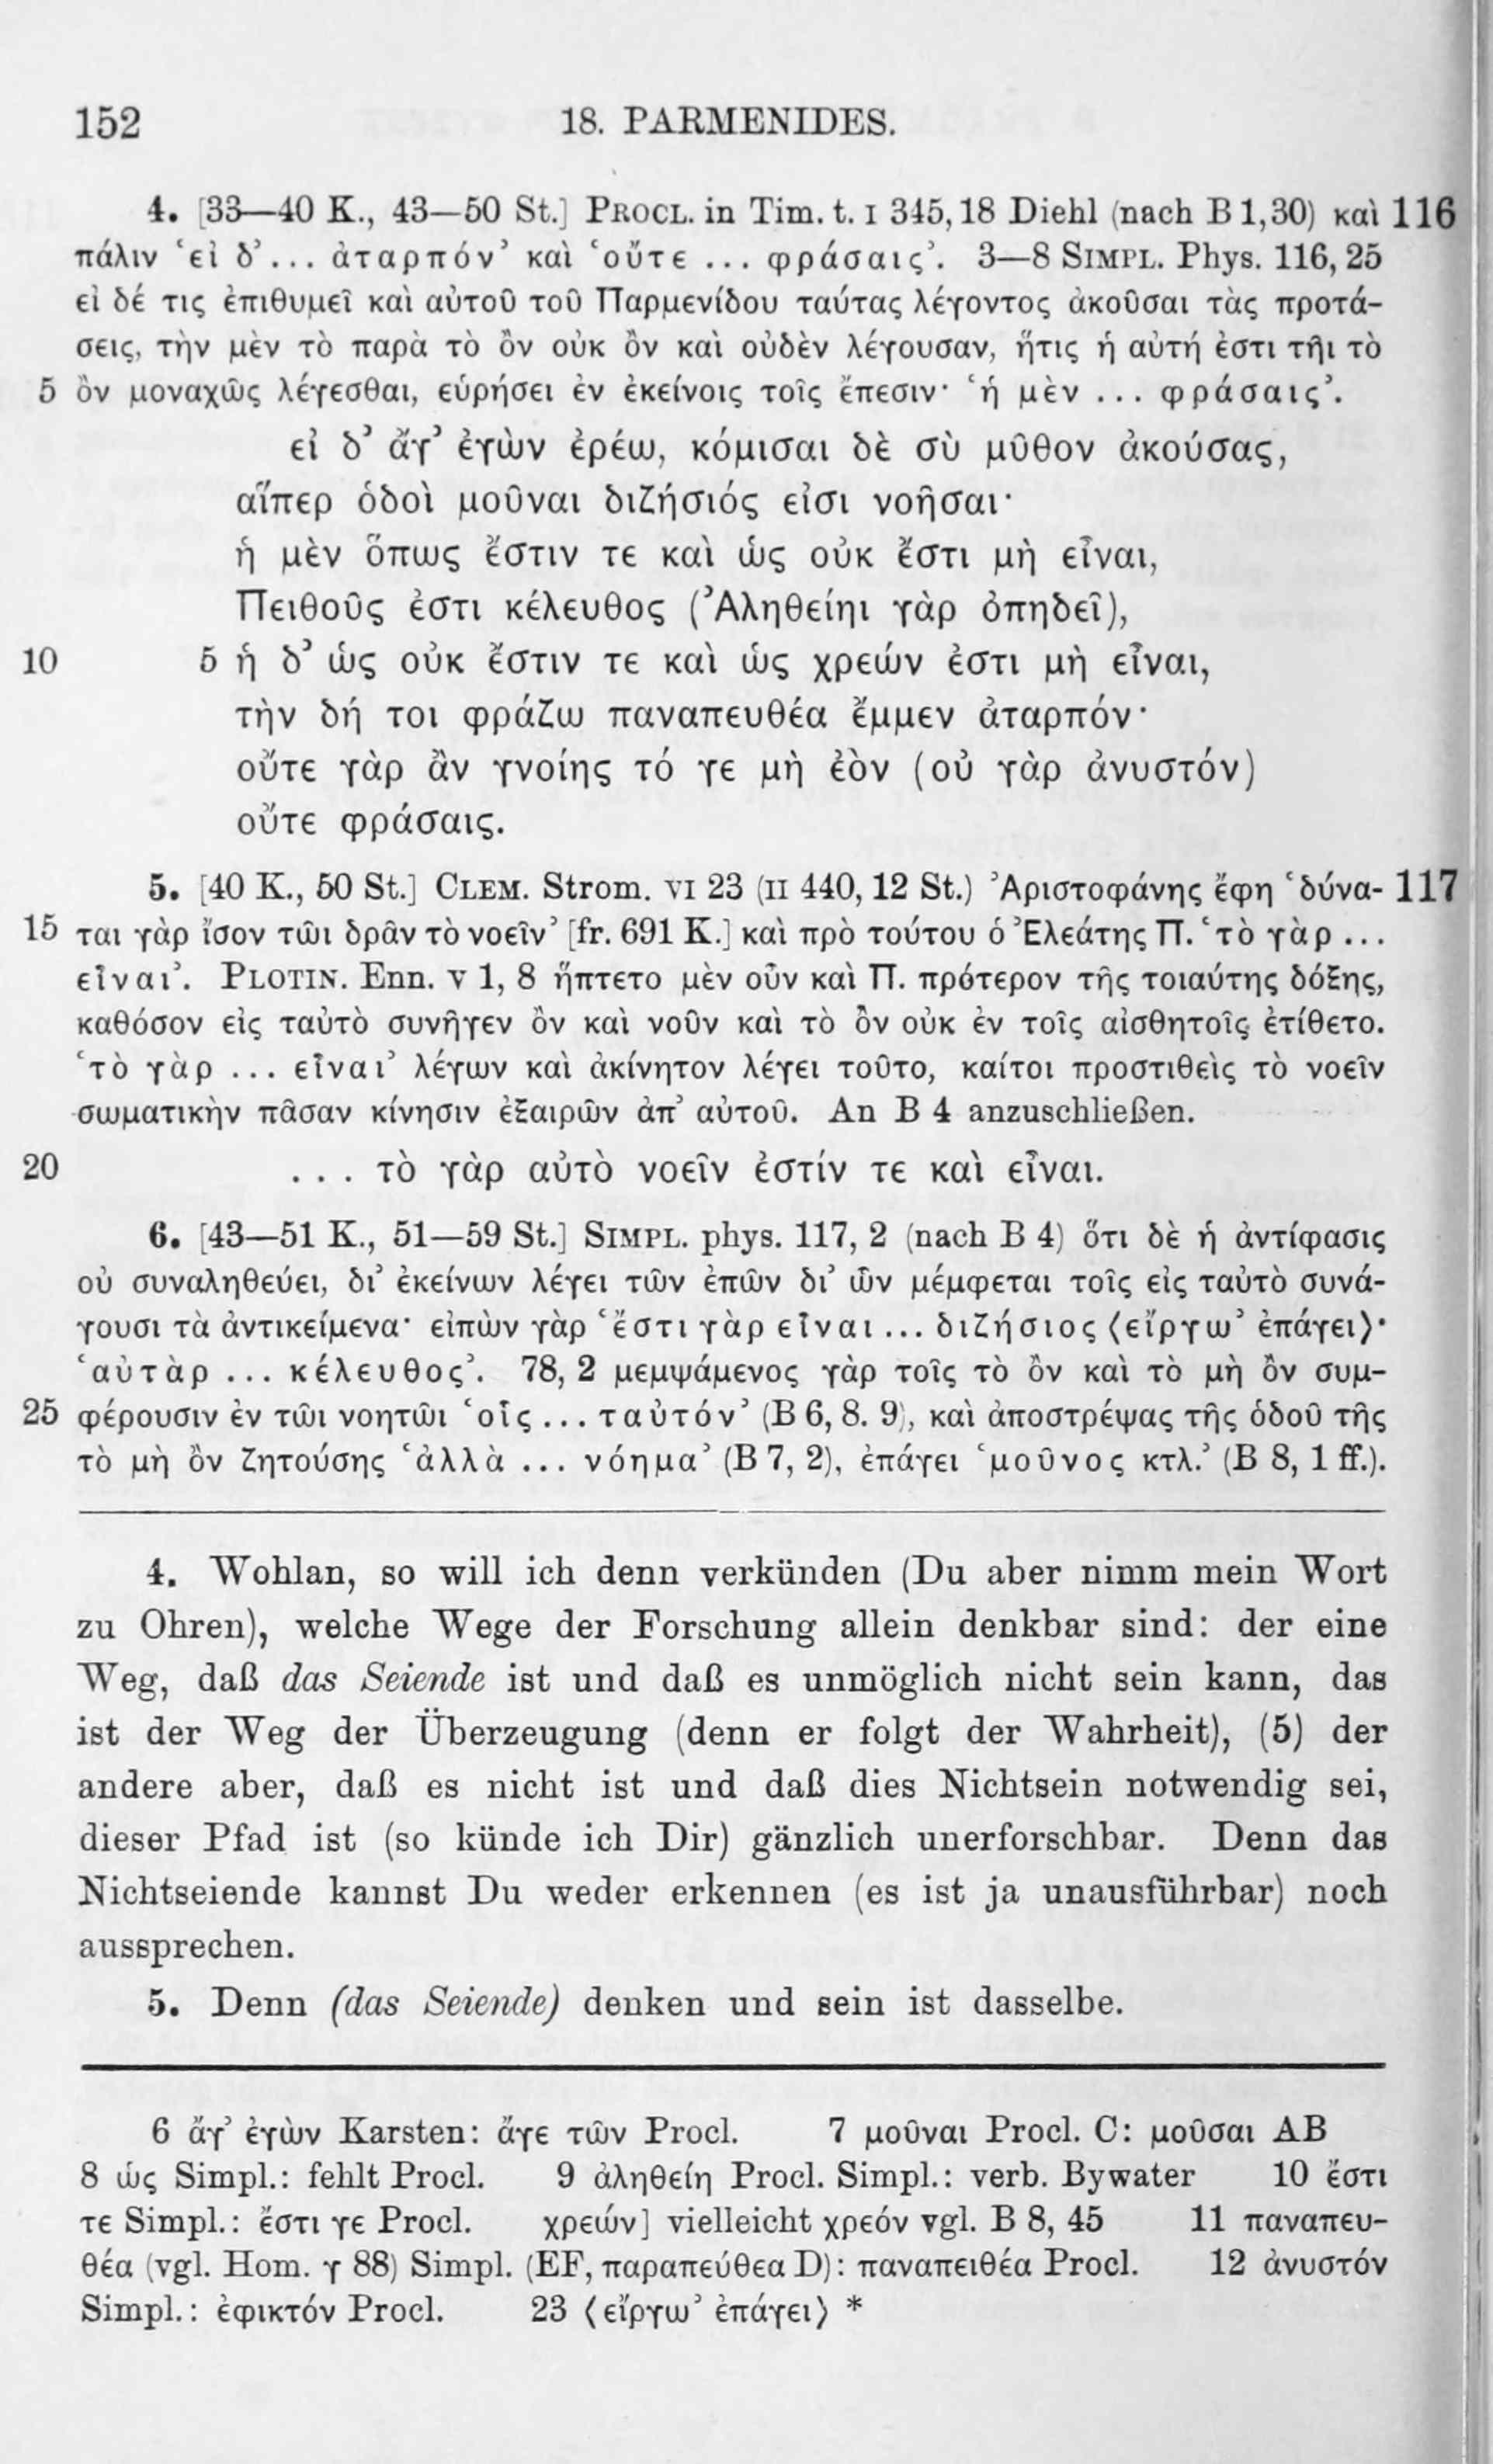 152 18. PARMENIDES.
4. [33—40 K., 43—50 St.] PROCL. in Tim. t. I 345,18 Diehl (nach B 1,30) καὶ 116
πάλιν ‘εἰ δ’... ἀταρπόν’ καὶ ‘οὔτε ... φράσαις’. 3—8 SIMPL. Phys. 116, 25
εἰ δέ τις ἐπιθυμεῖ καὶ αὐτοῦ τοῦ Παρμενίδου ταύτας λέγοντος ἀκοῦσαι τὰς προτά-
σεις, τὴν μὲν τὸ παρὰ τὸ ὂν οὐκ ὂν καὶ οὐδὲν λέγουσαν, ἥτις ἡ αὐτή ἐστι τῆι τὸ
5 ὂν μοναχῶς λέγεσθαι, εὑρήσει ἐν ἐκείνοις τοῖς ἔπεσιν· ‘ἡ μὲν ... φράσαις’.
εἰ δ’ ἄγ’ ἐγὼν ἐρέω, κόμισαι δὲ σὺ μῦθον ἀκούσας,
αἵπερ ὁδοὶ μοῦναι διζήσιός εἰσι νοῆσαι·
ἡ μὲν ὅπως ἔστιν τε καὶ ὡς οὐκ ἔστι μὴ εἶναι,
Πειθοῦς ἐστι κέλευθος (Ἀληθείηι γὰρ ὀπηδεῖ),
10 5 ἡ δ’ ὡς οὐκ ἔστιν τε καὶ ὡς χρεών ἐστι μὴ εἶναι,
τὴν δή τοι φράζω παναπευθέα ἔμμεν ἀταρπόν·
οὔτε γὰρ ἂν γνοίης τό γε μὴ ἐὸν (οὐ γὰρ ἀνυστόν)
οὔτε φράσαις.
5. [40 K., 50 St.] CLEM. Strom. VI 23 (II 440, 12 St.) Ἀριστοφάνης ἔφη ‘δύνα- 117
15 ται γὰρ ἴσον τῶι δρᾶν τὸ νοεῖν’ [fr. 691 K.] καὶ πρὸ τούτου ὁ Ἐλεάτης Π. ‘τὸ γὰρ ...
εἶναι’. PLOTIN. Enn. V 1, 8 ἥπτετο μὲν οὖν καὶ Π. πρότερον τῆς τοιαύτης δόξης,
καθόσον εἰς ταὐτὸ συνῆγεν ὂν καὶ νοῦν καὶ τὸ ὂν οὐκ ἐν τοῖς αἰσθητοῖς ἐτίθετο.
‘τὸ γὰρ ... εἶναι’ λέγων καὶ ἀκίνητον λέγει τοῦτο, καίτοι προστιθεὶς τὸ νοεῖν
σωματικὴν πᾶσαν κίνησιν ἐξαιρῶν ἀπ’ αὐτοῦ. An B 4 anzuschließen.
20 ... τὸ γὰρ αὐτὸ νοεῖν ἐστίν τε καὶ εἶναι.
6. [43—51 K., 51—59 St.] SIMPL. phys. 117, 2 (nach B 4) ὅτι δὲ ἡ ἀντίφασις
οὐ συναληθεύει, δι’ ἐκείνων λέγει τῶν ἐπῶν δι’ ὧν μέμφεται τοῖς εἰς ταὐτὸ συνά-
γουσι τὰ ἀντικείμενα· εἰπὼν γὰρ ‘ἔστι γὰρ εἶναι ... διζήσιος ⟨εἴργω’ ἐπάγει⟩·
‘αὐτὰρ ... κέλευθος’. 78, 2 μεμψάμενος γὰρ τοῖς τὸ ὂν καὶ τὸ μὴ ὂν συμ-
25 φέρουσιν ἐν τῶι νοητῶι ‘οἷς ... ταὐτόν’ (B 6, 8. 9), καὶ ἀποστρέψας τῆς ὁδοῦ τῆς
τὸ μὴ ὂν ζητούσης ‘ἀλλὰ ... νόημα’ (B 7, 2), ἐπάγει ‘μοῦνος κτλ.’ (B 8, 1 ff.).
4. Wohlan, so will ich denn verkünden (Du aber nimm mein Wort
zu Ohren), welche Wege der Forschung allein denkbar sind: der eine
Weg, daß das Seiende ist und daß es unmöglich nicht sein kann, das
ist der Weg der Überzeugung (denn er folgt der Wahrheit), (5) der
andere aber, daß es nicht ist und daß dies Nichtsein notwendig sei,
dieser Pfad ist (so künde ich Dir) gänzlich unerforschbar. Denn das
Nichtseiende kannst Du weder erkennen (es ist ja unausführbar) noch
aussprechen.
5. Denn (das Seiende) denken und sein ist dasselbe.
6 ἄγ’ ἐγὼν Karsten: ἄγε τῶν Procl. 7 μοῦναι Procl. C: μοῦσαι AB
8 ὡς Simpl.: fehlt Procl. 9 ἀληθείη Procl. Simpl.: verb. Bywater 10 ἔστι
τε Simpl.: ἔστι γε Procl. χρεών] vielleicht χρεόν vgl. B 8, 45 11 παναπευ-
θέα (vgl. Hom. γ 88) Simpl. (EF, παραπεύθεα D): παναπειθέα Procl. 12 ἀνυστόν
Simpl.: ἐφικτόν Procl. 23 ⟨εἴργω’ ἐπάγει⟩ *